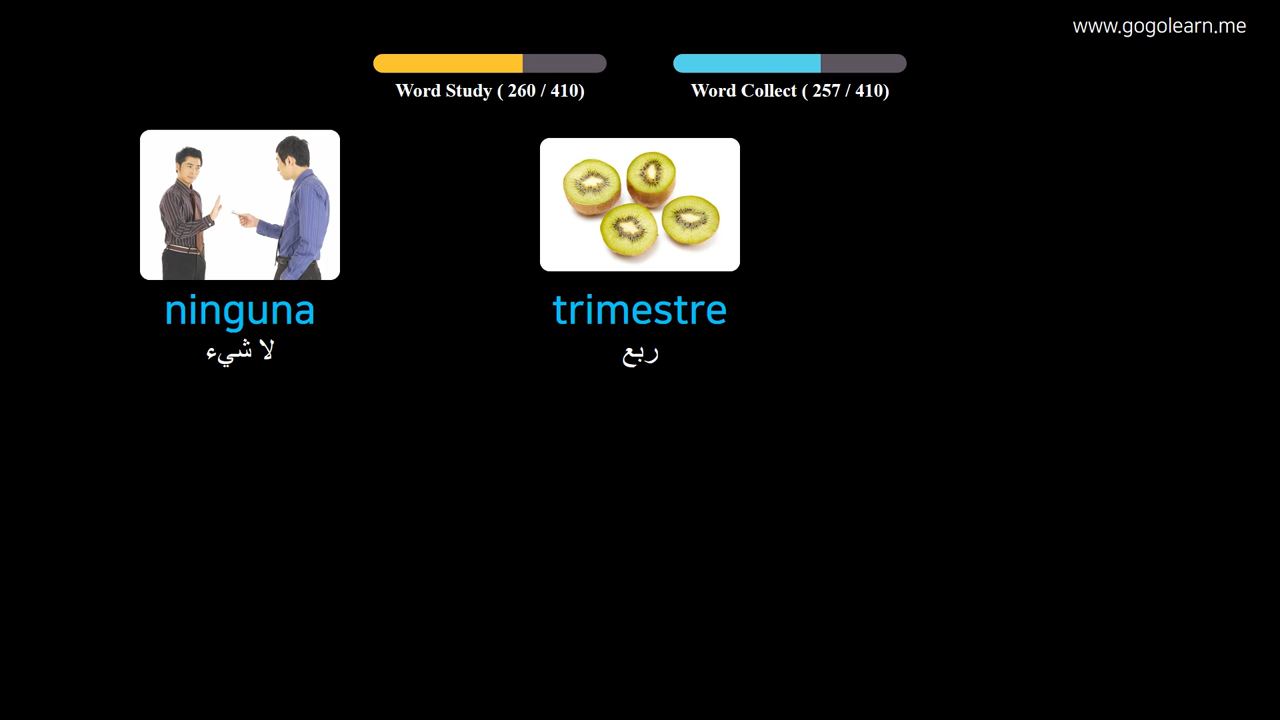 www.gogolearn.me
Word Study ( 260 / 410)
Word Collect ( 257 / 410)
ninguna
لا شيء
trimestre
ربع